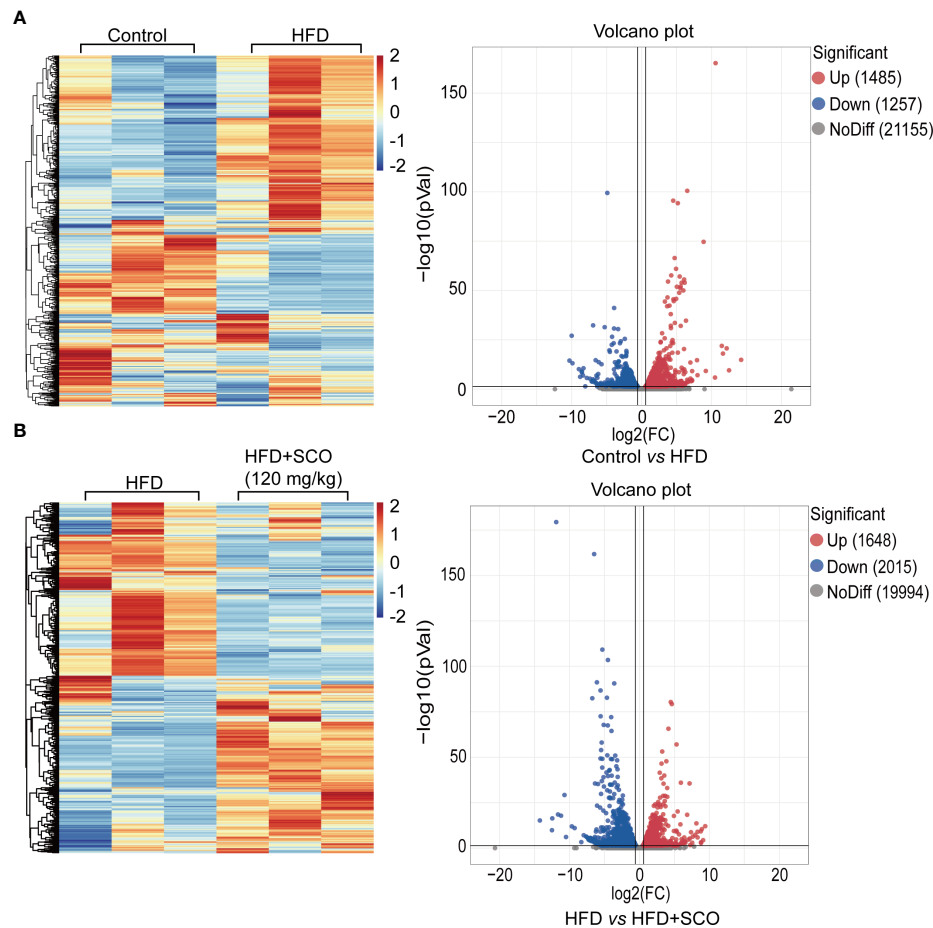 A
Control
HFD
2
1
0
-1
-2
Volcano plot
−log10(pVal)
150
100
50
0
−20
−10
0
10
20
log2(FC)
Control vs HFD
Significant
Up (1485)
Down (1257)
NoDiff (21155)
B
HFD
HFD+SCO
(120 mg/kg)
2
1
0
-1
-2
Volcano plot
−log10(pVal)
150
100
50
0
−20
−10
0
10
20
log2(FC)
HFD vs HFD+SCO
Significant
Up (1648)
Down (2015)
NoDiff (19994)